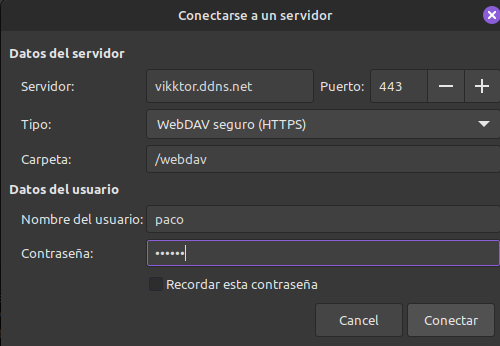 Conectarse a un servidor
Datos del servidor
Servidor: vikktor.ddns.net Puerto: 443
Tipo: WebDAV seguro (HTTPS)
Carpeta: /webdav
Datos del usuario
Nombre del usuario: paco
Contraseña: ••••••
Recordar esta contraseña
Cancel Conectar